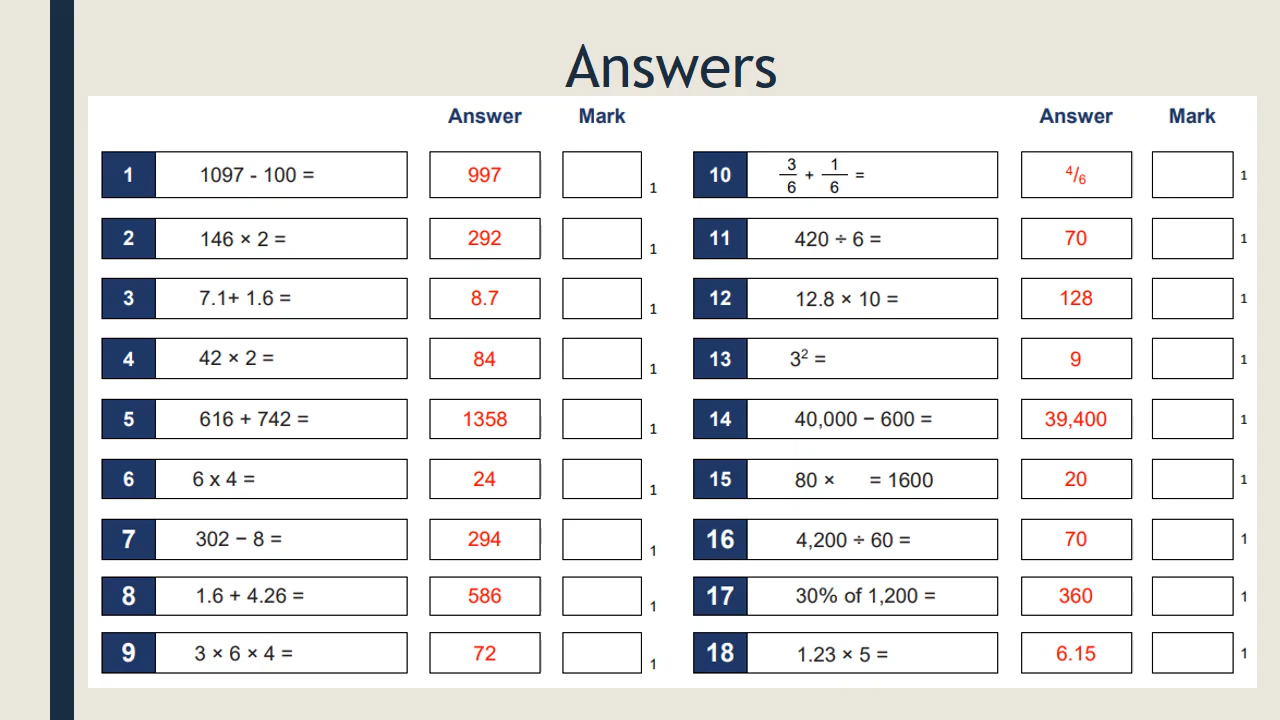 Answers
Answer Mark Answer Mark
1 1097 - 100 = 997 1
10 3/6 + 1/6 = 4/6 1
2 146 × 2 = 292 1
11 420 ÷ 6 = 70 1
3 7.1+ 1.6 = 8.7 1
12 12.8 × 10 = 128 1
4 42 × 2 = 84 1
13 3² = 9 1
5 616 + 742 = 1358 1
14 40,000 − 600 = 39,400 1
6 6 x 4 = 24 1
15 80 × = 1600 20 1
7 302 − 8 = 294 1
16 4,200 ÷ 60 = 70 1
8 1.6 + 4.26 = 586 1
17 30% of 1,200 = 360 1
9 3 × 6 × 4 = 72 1
18 1.23 × 5 = 6.15 1